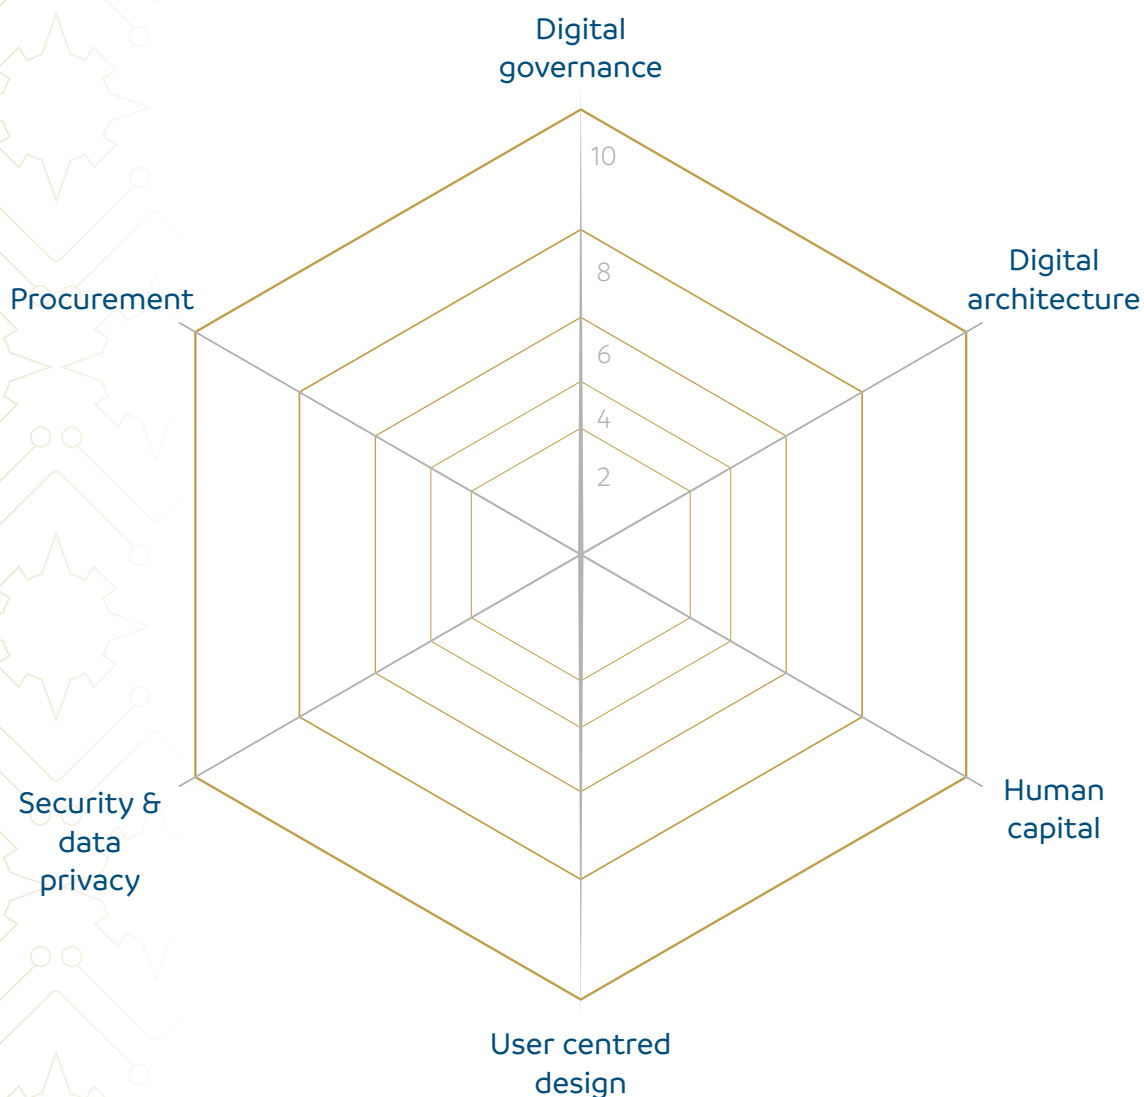 Digital
governance
10
8
6
4
2
Digital
architecture
Procurement
Human
capital
Security &
data
privacy
User centred
design